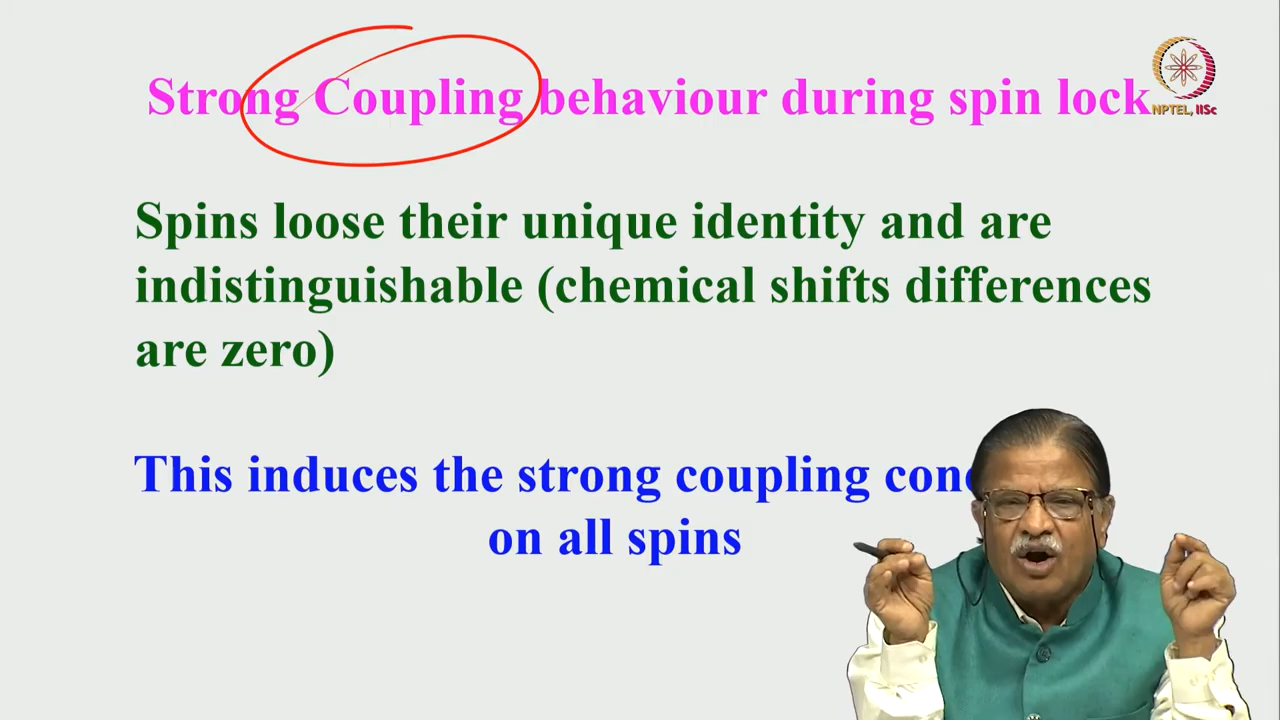 Strong Coupling behaviour during spin lock
NPTEL, IISc
Spins loose their unique identity and are
indistinguishable (chemical shifts differences
are zero)
This induces the strong coupling
on all spins